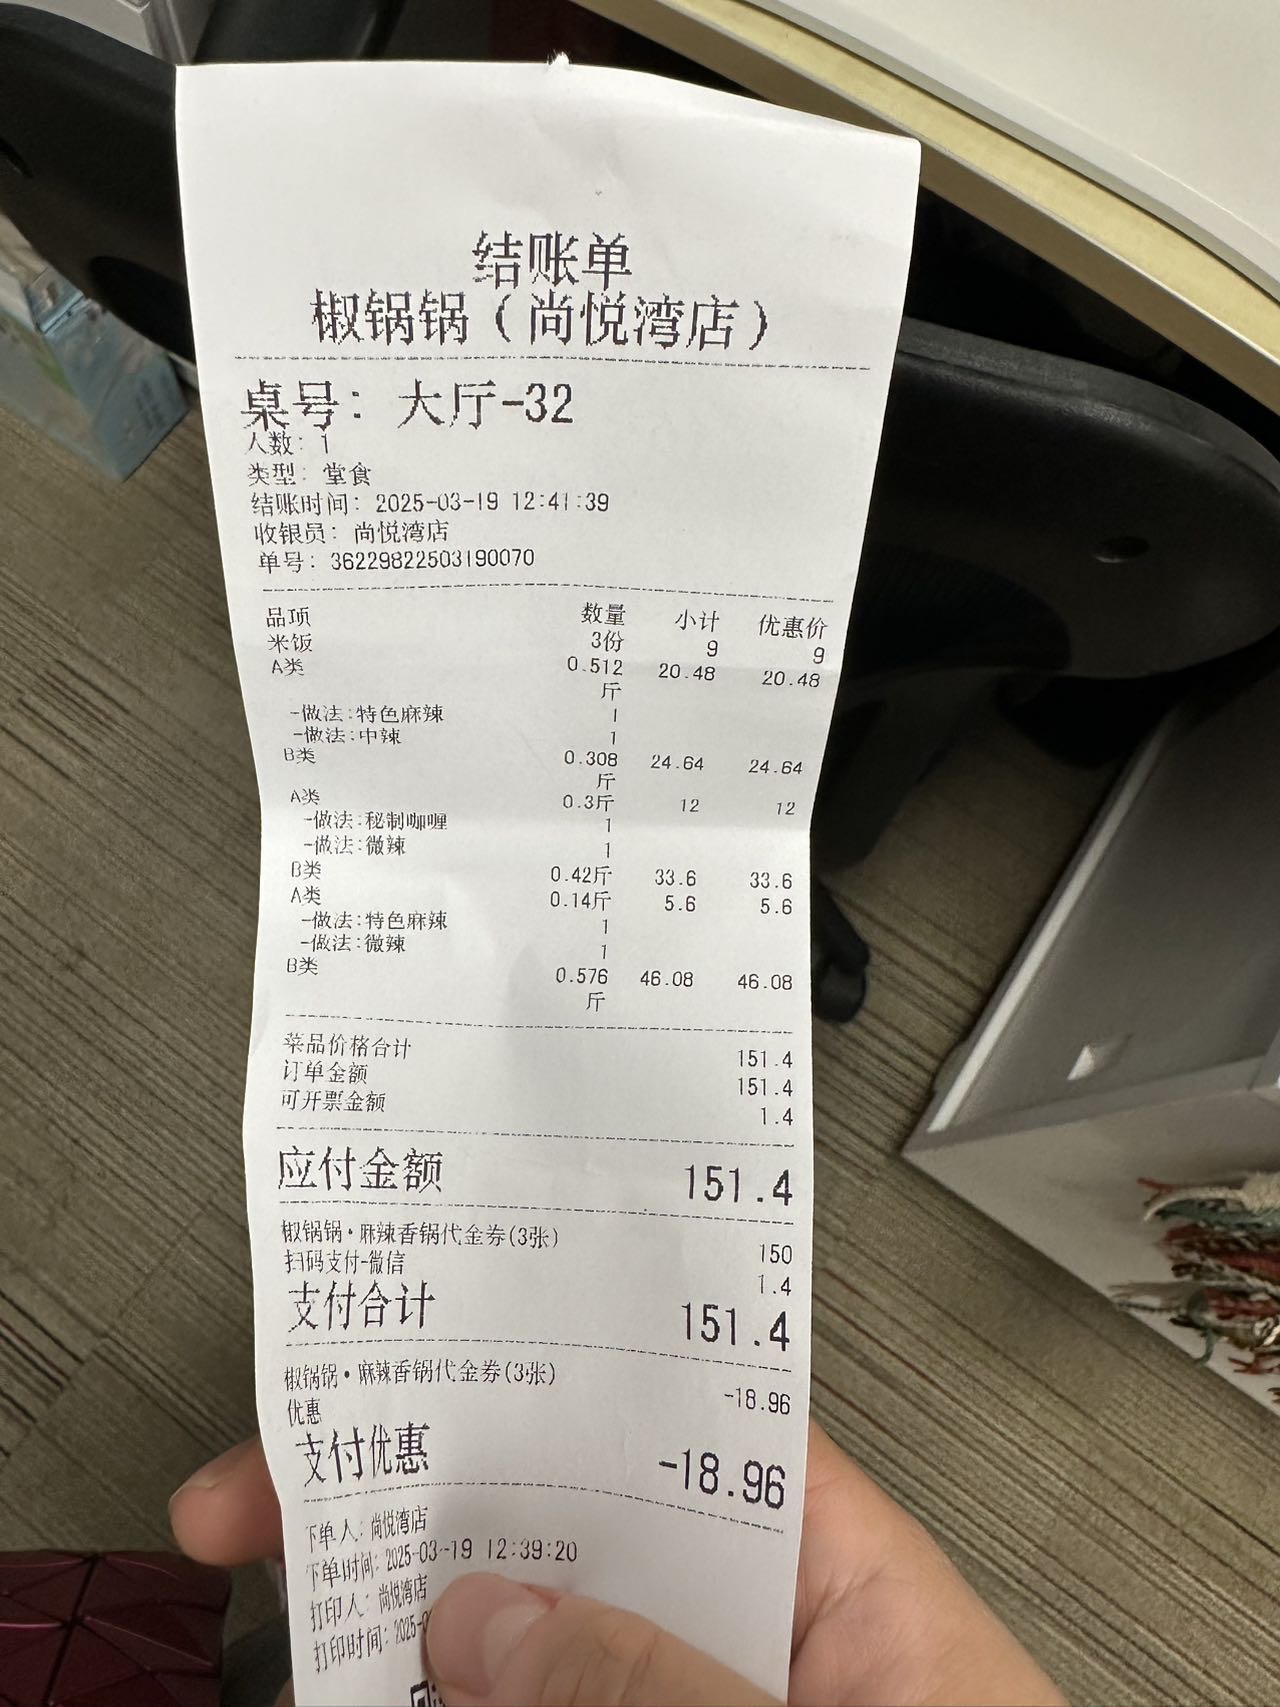 结账单
椒锅锅（尚悦湾店）
桌号：大厅-32
人数：1
类型：堂食
结账时间：2025-03-19 12:41:39
收银员：尚悦湾店
单号：36229822503190070
品项 数量 小计 优惠价
米饭 3份 9 9
A类 0.512斤 20.48 20.48
-做法:特色麻辣 1
-做法:中辣 1
B类 0.308斤 24.64 24.64
A类 0.3斤 12 12
-做法:秘制咖喱 1
-做法:微辣 1
B类 0.42斤 33.6 33.6
A类 0.14斤 5.6 5.6
-做法:特色麻辣 1
-做法:微辣 1
B类 0.576斤 46.08 46.08
菜品价格合计 151.4
订单金额 151.4
可开票金额 1.4
应付金额 151.4
椒锅锅·麻辣香锅代金券(3张) 150
扫码支付-微信 1.4
支付合计 151.4
椒锅锅·麻辣香锅代金券(3张)优惠 -18.96
支付优惠 -18.96
下单人：尚悦湾店
下单时间：2025-03-19 12:39:20
打印人：尚悦湾店
打印时间：2025-0